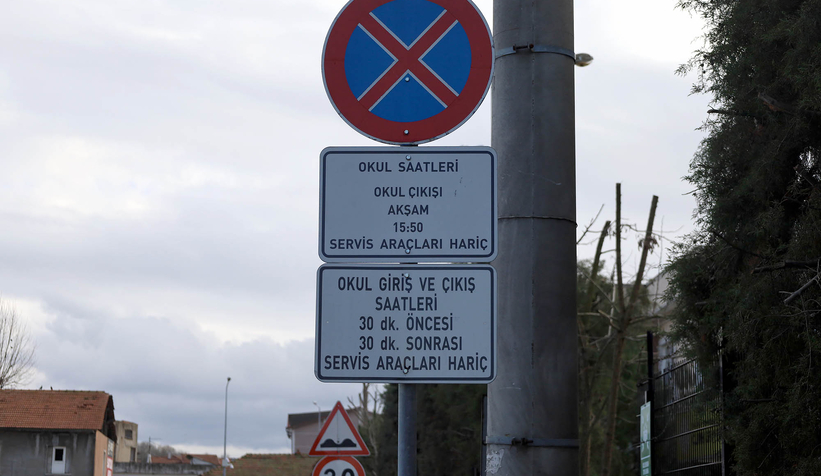 OKUL SAATLERİ
OKUL ÇIKIŞI
AKŞAM
15:50
SERVİS ARAÇLARI HARİÇ
OKUL GİRİŞ VE ÇIKIŞ
SAATLERİ
30 dk. ÖNCESİ
30 dk. SONRASI
SERVİS ARAÇLARI HARİÇ